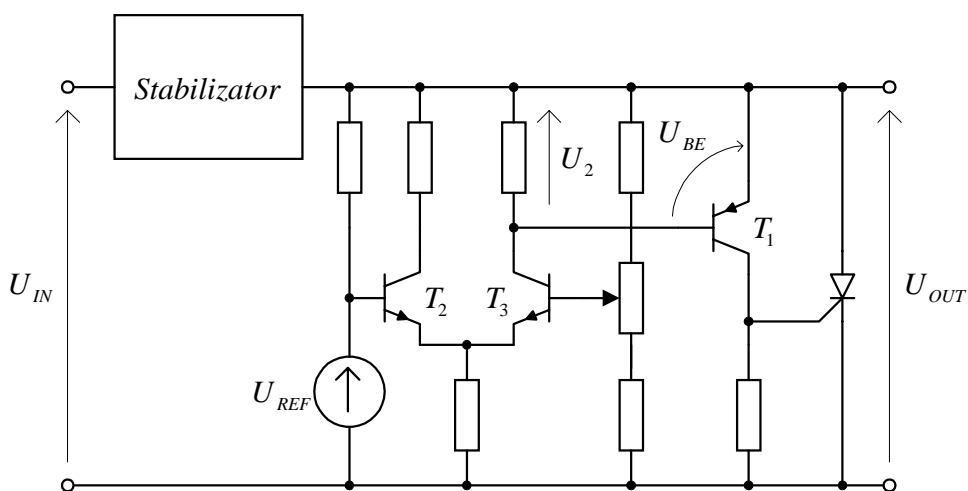 Stabilizator
U_BE
U_2
T_1
U_IN
T_2
T_3
U_OUT
U_REF